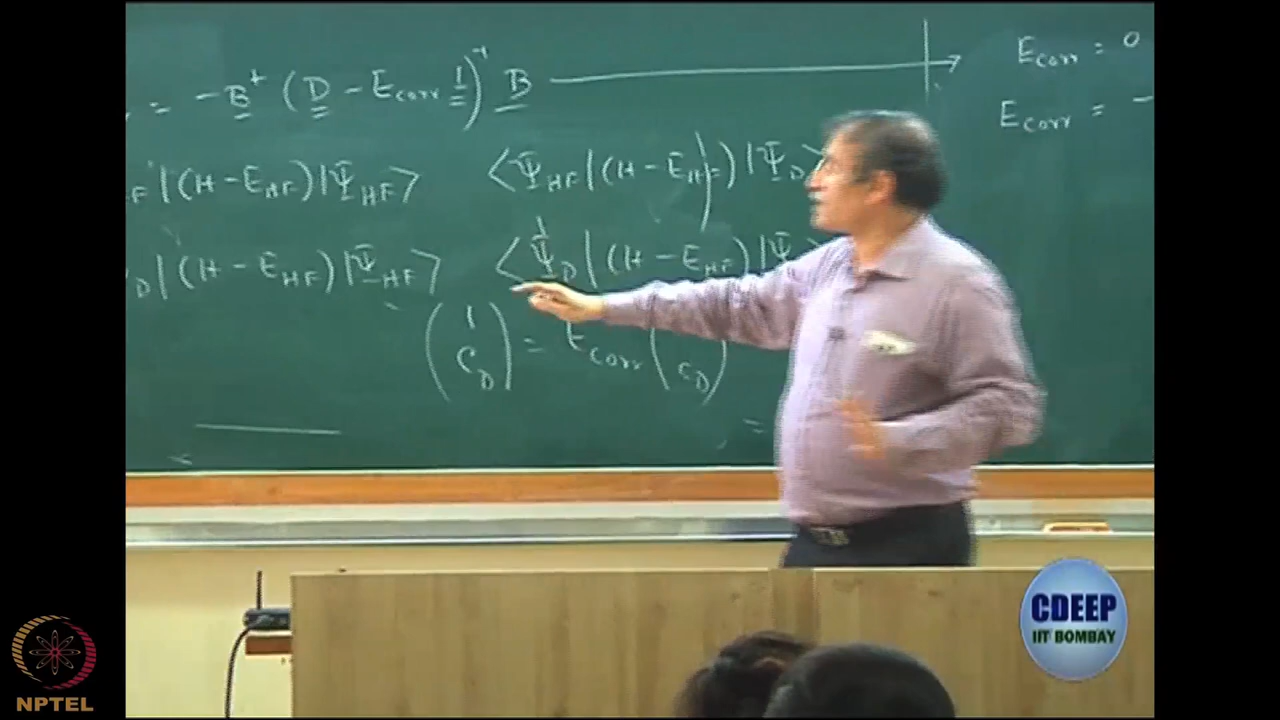 = -B⁺ (D - E_corr 1)⁻¹ B
E_corr = 0
E_corr = -
HF|(H - E_HF)|Ψ_HF> <Ψ_HF|(H - E_HF)|Ψ_D>
D|(H - E_HF)|Ψ_HF> <Ψ_D|(H - E_HF)|Ψ
(1 C_D) = E_corr ( C_D)
=
CDEEP
IIT BOMBAY
NPTEL